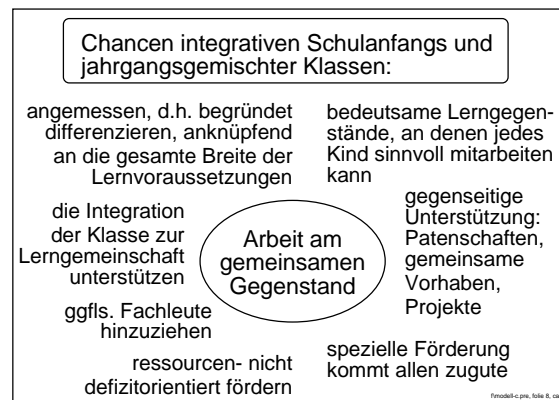 Chancen integrativen Schulanfangs und
jahrgangsgemischter Klassen:
angemessen, d.h. begründet
differenzieren, anknüpfend
an die gesamte Breite der
Lernvoraussetzungen
bedeutsame Lerngegen-
stände, an denen jedes
Kind sinnvoll mitarbeiten
kann
die Integration
der Klasse zur
Lerngemeinschaft
unterstützen
Arbeit am
gemeinsamen
Gegenstand
gegenseitige
Unterstützung:
Patenschaften,
gemeinsame
Vorhaben,
Projekte
ggfls. Fachleute
hinzuziehen
ressourcen- nicht
defizitorientiert fördern
spezielle Förderung
kommt allen zugute
folie 8,